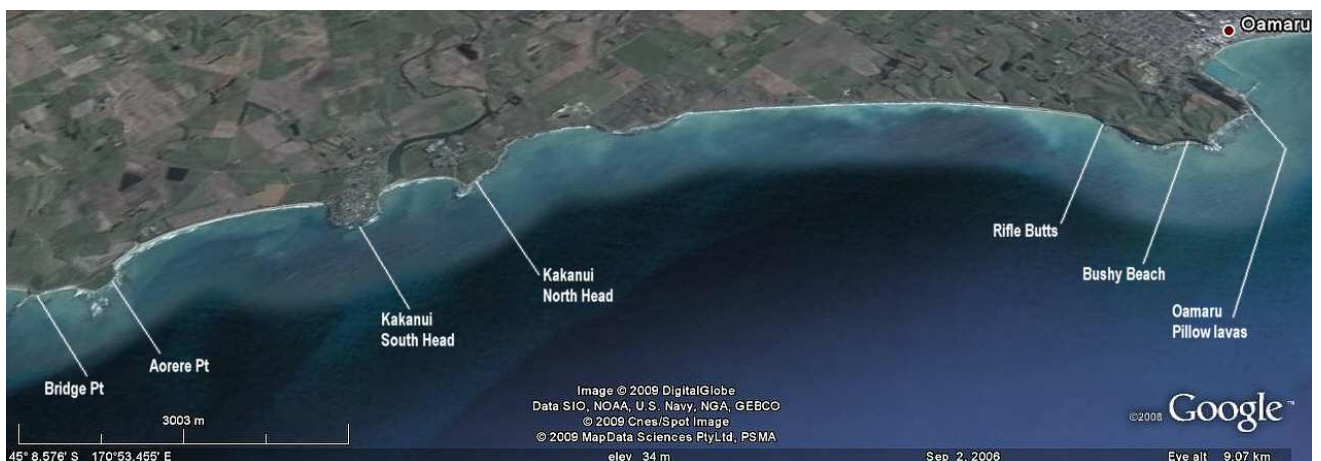 Oamaru
Rifle Butts
Bushy Beach
Kakanui
North Head
Oamaru
Pillow lavas
Kakanui
South Head
Aorere Pt
Bridge Pt
3003 m
Image © 2009 DigitalGlobe
Data SIO, NOAA, U.S. Navy, NGA, GEBCO
© 2009 Cnes/Spot Image
© 2009 MapData Sciences PtyLtd, PSMA
©2008 Google™
45° 8.576' S 170°53.455' E elev 34 m Sep 2, 2006 Eye alt 9.07 km